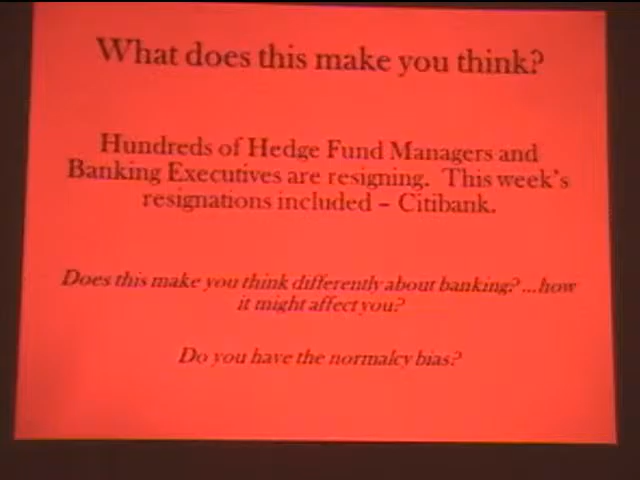 What does this make you think?
Hundreds of Hedge Fund Managers and
Banking Executives are resigning.  This week's
resignations included – Citibank.
Does this make you think differently about banking? ...how
it might affect you?
Do you have the normalcy bias?